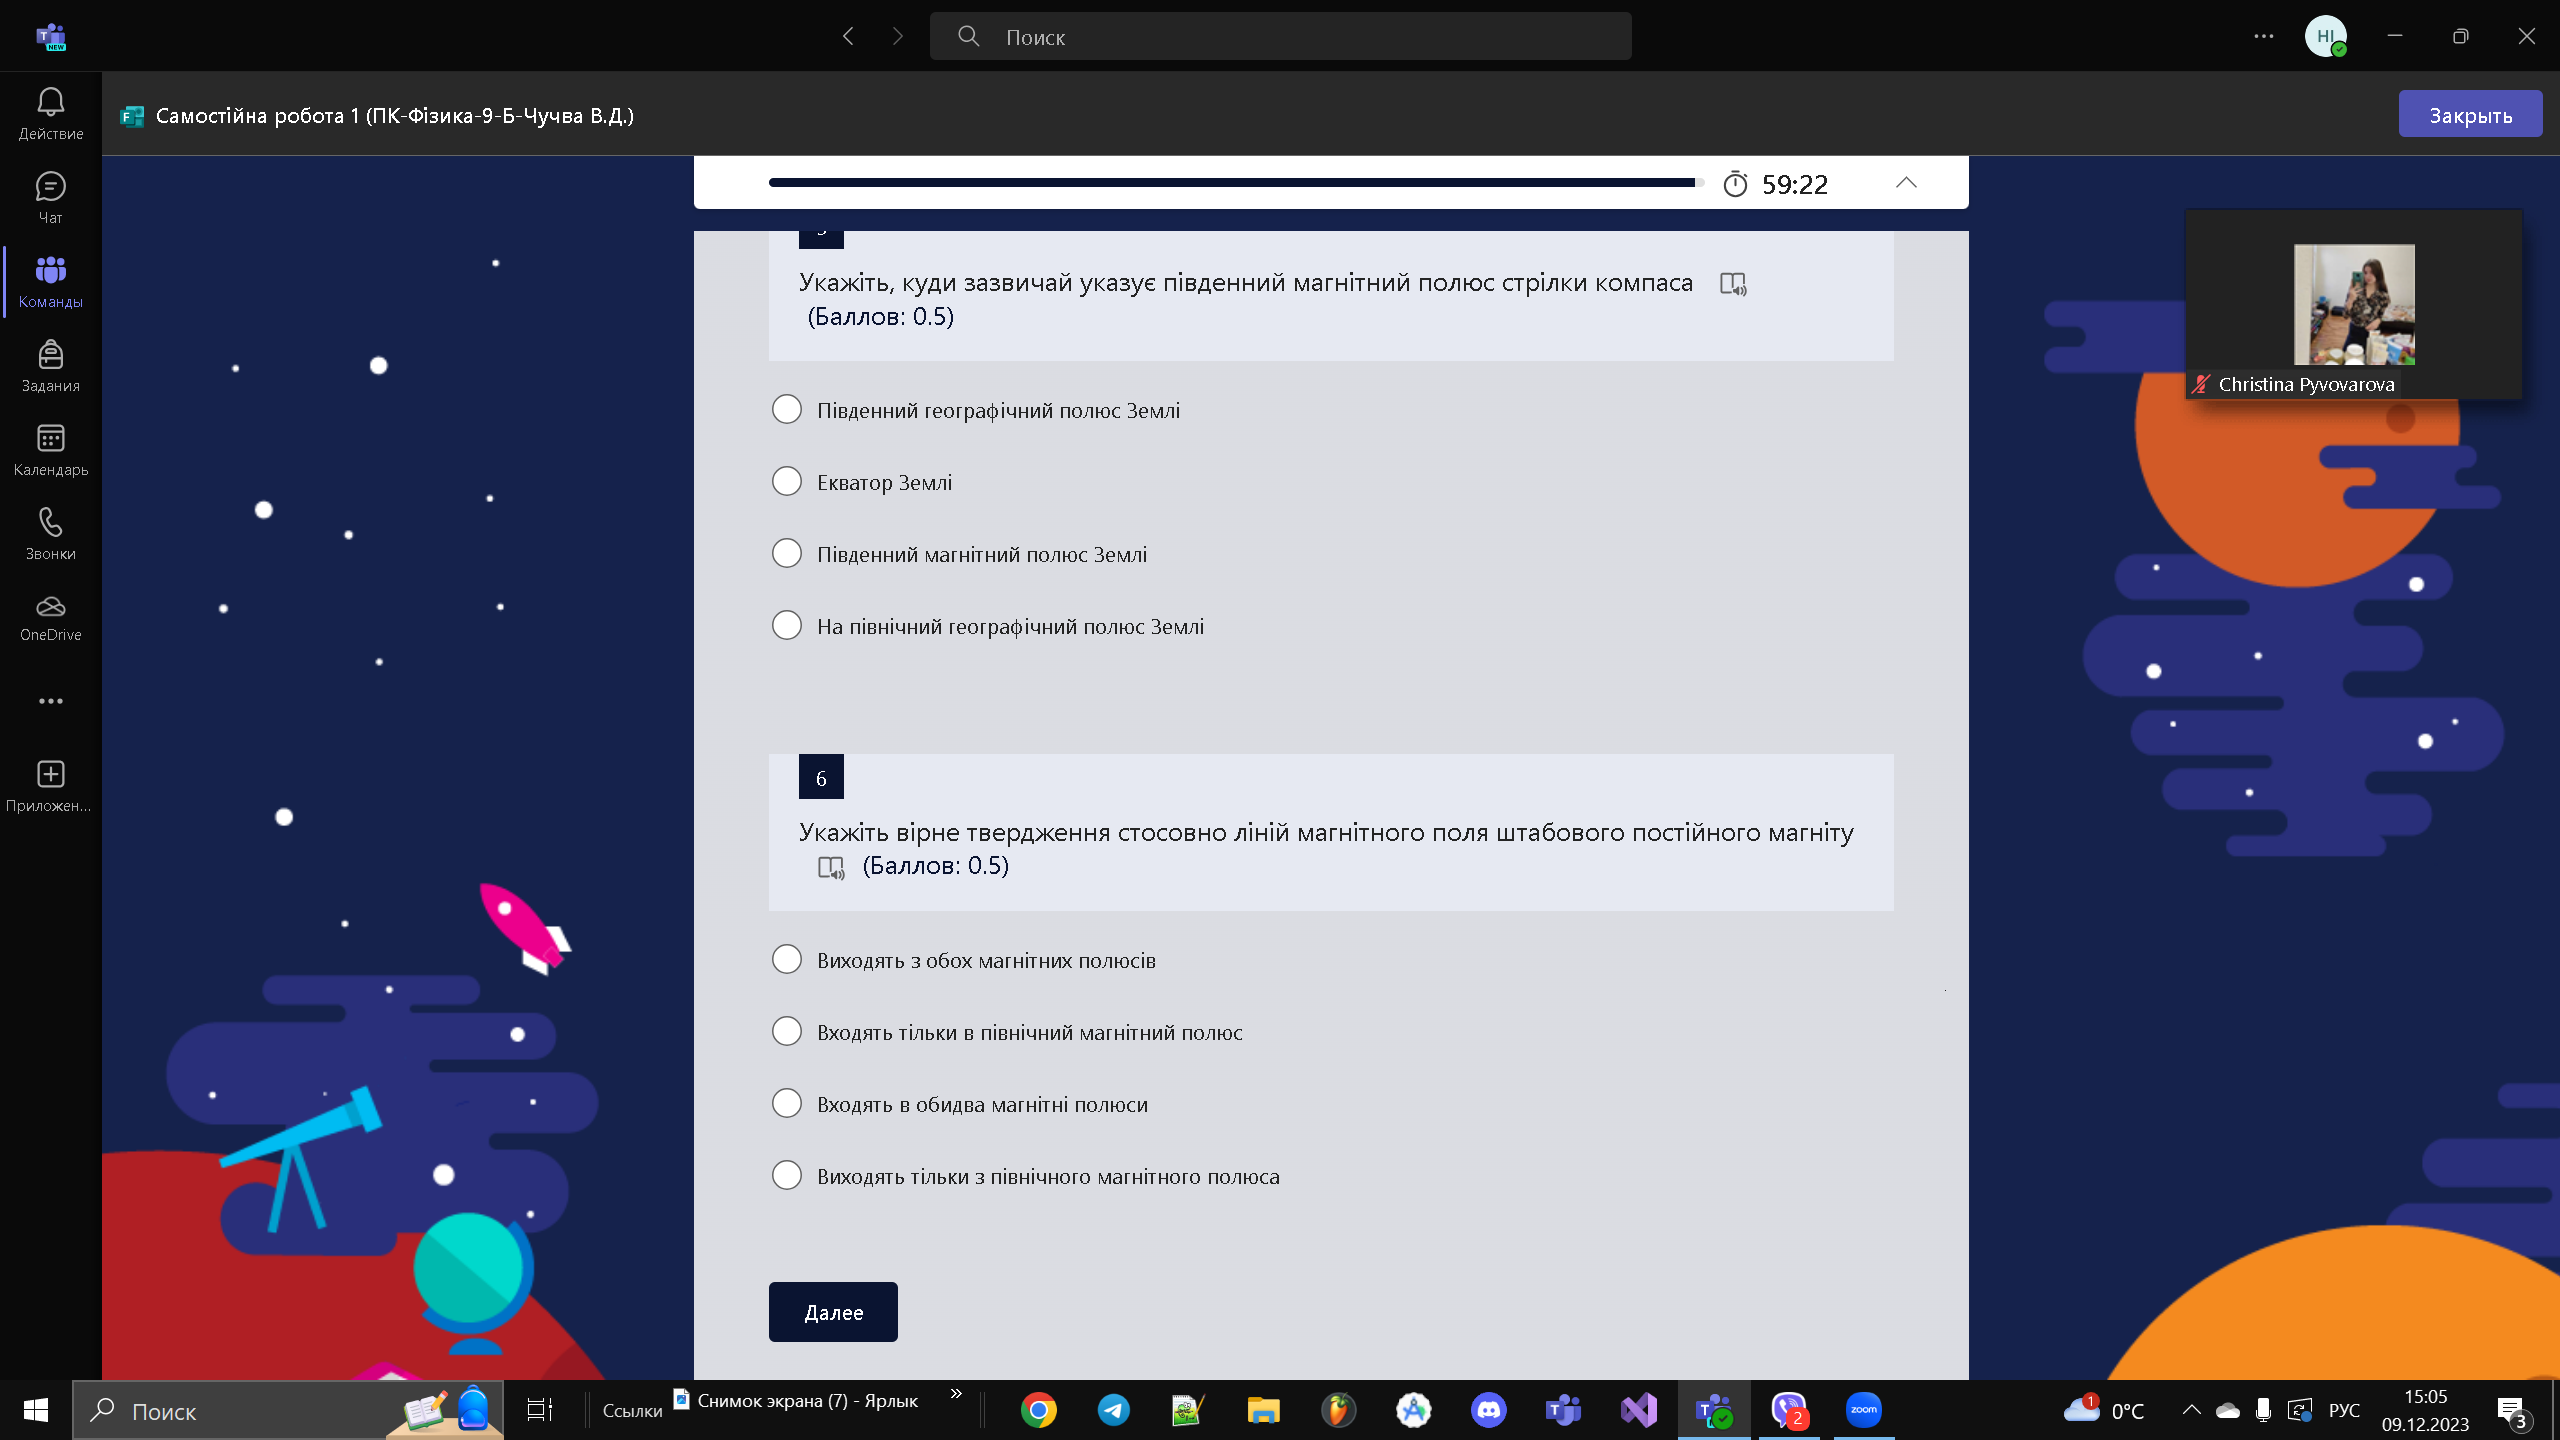 Поиск
НІ
Действие
Чат
Команды
Задания
Календарь
Звонки
OneDrive
Приложен...
Самостійна робота 1 (ПК-Фізика-9-Б-Чучва В.Д.)
Закрыть
59:22
Укажіть, куди зазвичай указує південний магнітний полюс стрілки компаса
(Баллов: 0.5)
Південний географічний полюс Землі
Екватор Землі
Південний магнітний полюс Землі
На північний географічний полюс Землі
6
Укажіть вірне твердження стосовно ліній магнітного поля штабового постійного магніту
(Баллов: 0.5)
Виходять з обох магнітних полюсів
Входять тільки в північний магнітний полюс
Входять в обидва магнітні полюси
Виходять тільки з північного магнітного полюса
Далее
Christina Pyvovarova
Поиск
Ссылки
Снимок экрана (7) - Ярлык
2
zoom
1
0°C
РУС
15:05
09.12.2023
3